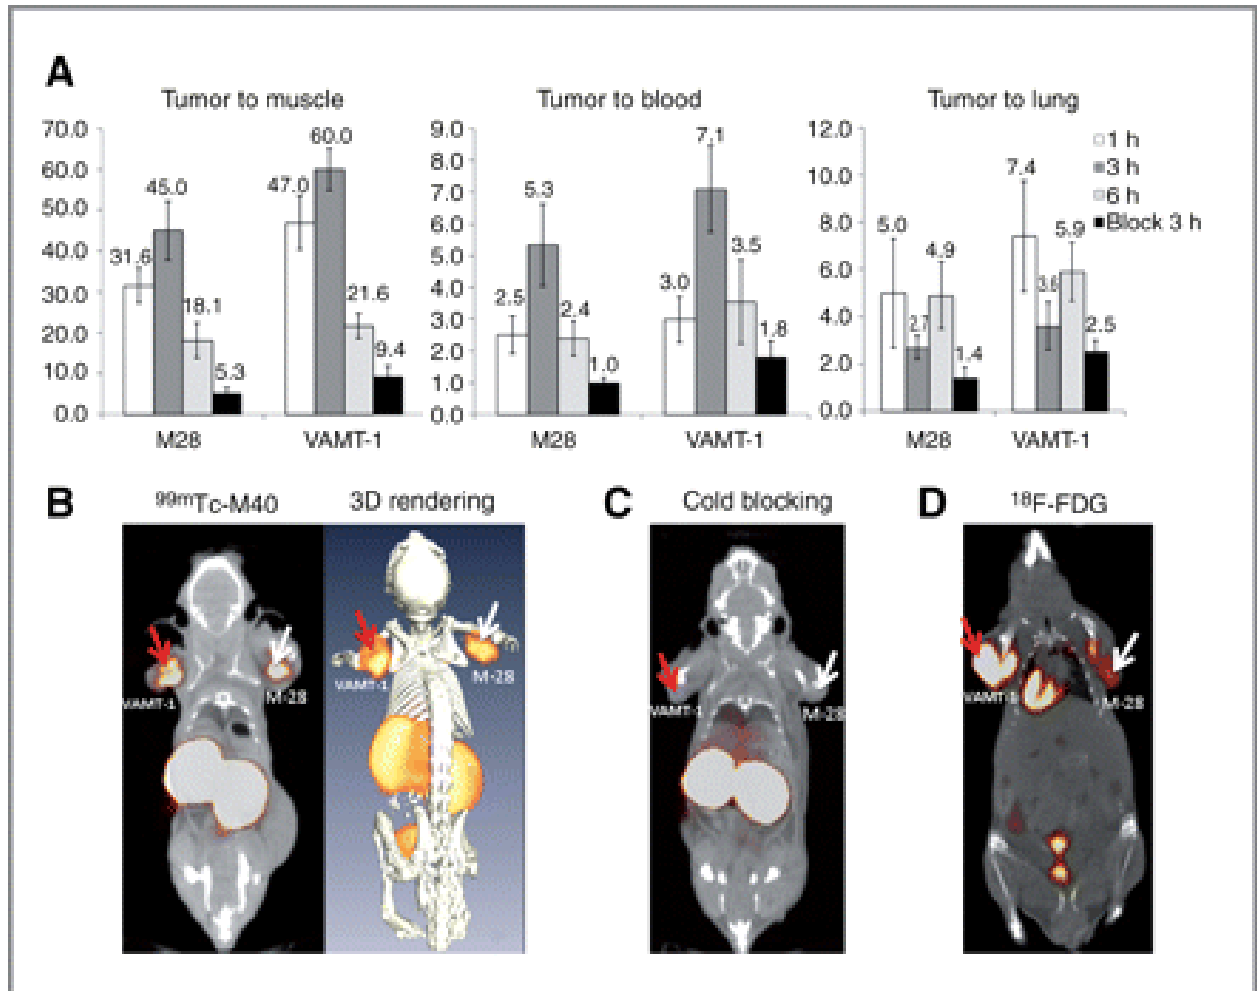 A
Tumor to muscle
70.0
60.0
50.0
40.0
30.0
20.0
10.0
0.0
31.6
45.0
18.1
5.3
47.0
60.0
21.6
9.4
M28
VAMT-1
Tumor to blood
9.0
8.0
7.0
6.0
5.0
4.0
3.0
2.0
1.0
0.0
2.5
5.3
2.4
1.0
3.0
7.1
3.5
1.8
M28
VAMT-1
Tumor to lung
12.0
10.0
8.0
6.0
4.0
2.0
0.0
5.0
2.7
4.9
1.4
7.4
3.6
5.9
2.5
M28
VAMT-1
1 h
3 h
6 h
Block 3 h
B
99mTc-M40
3D rendering
VAMT-1
M-28
VAMT-1
M-28
C
Cold blocking
VAMT-1
M-28
D
18F-FDG
VAMT-1
M-28